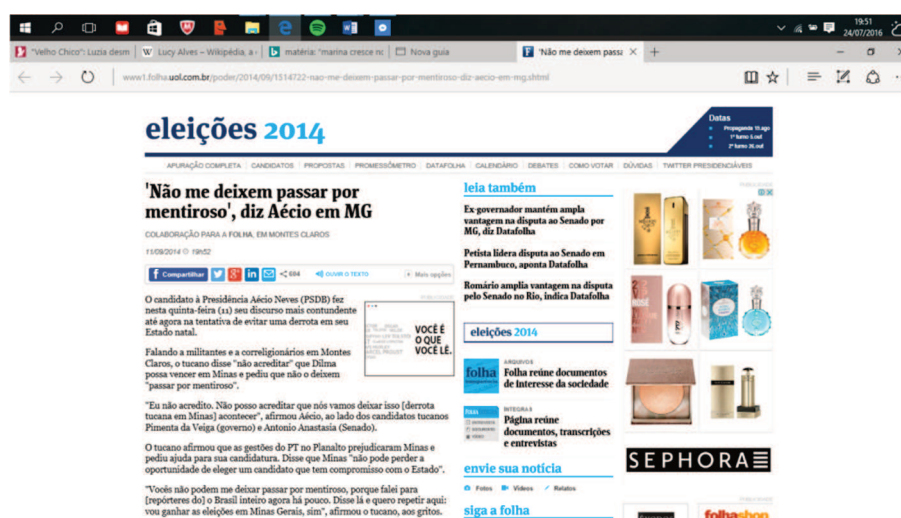 19:51
24/07/2016
"Velho Chico": Luzia desm
W Lucy Alves – Wikipédia, a
matéria: "marina cresce no
Nova guia
'Não me deixem passa
www1.folha.uol.com.br/poder/2014/09/1514722-nao-me-deixem-passar-por-mentiroso-diz-aecio-em-mg.shtml
eleições 2014
Datas
Propaganda 19.ago
1º turno 5.out
2º turno 26.out
APURAÇÃO COMPLETA CANDIDATOS PROPOSTAS PROMESSÔMETRO DATAFOLHA CALENDÁRIO DEBATES COMO VOTAR DÚVIDAS TWITTER PRESIDENCIÁVEIS
'Não me deixem passar por
mentiroso', diz Aécio em MG
COLABORAÇÃO PARA A FOLHA, EM MONTES CLAROS
11/09/2014 19h52
Compartilhar 684 OUVIR O TEXTO + Mais opções
PUBLICIDADE
O candidato à Presidência Aécio Neves (PSDB) fez
nesta quinta-feira (11) seu discurso mais contundente
até agora na tentativa de evitar uma derrota em seu
Estado natal.
VOCÊ É
O QUE
VOCÊ LÊ.
Falando a militantes e a correligionários em Montes
Claros, o tucano disse "não acreditar" que Dilma
possa vencer em Minas e pediu que não o deixem
"passar por mentiroso".
"Eu não acredito. Não posso acreditar que nós vamos deixar isso [derrota
tucana em Minas] acontecer", afirmou Aécio, ao lado dos candidatos tucanos
Pimenta da Veiga (governo) e Antonio Anastasia (Senado).
O tucano afirmou que as gestões do PT no Planalto prejudicaram Minas e
pediu ajuda para sua candidatura. Disse que Minas "não pode perder a
oportunidade de eleger um candidato que tem compromisso com o Estado".
"Vocês não podem me deixar passar por mentiroso, porque falei para
[repórteres do] o Brasil inteiro agora há pouco. Disse lá e quero repetir aqui:
vou ganhar as eleições em Minas Gerais, sim", afirmou o tucano, aos gritos.
leia também
Ex-governador mantém ampla
vantagem na disputa ao Senado por
MG, diz Datafolha
Petista lidera disputa ao Senado em
Pernambuco, aponta Datafolha
Romário amplia vantagem na disputa
pelo Senado no Rio, indica Datafolha
eleições 2014
folha
ARQUIVOS
Folha reúne documentos
de interesse da sociedade
ÍNTEGRAS
Página reúne
documentos, transcrições
e entrevistas
envie sua notícia
Fotos Vídeos Relatos
siga a folha
PUBLICIDADE
SEPHORA
PUBLICIDADE
folhashop